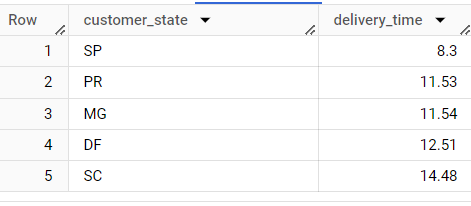 Row customer_state delivery_time
1 SP 8.3
2 PR 11.53
3 MG 11.54
4 DF 12.51
5 SC 14.48